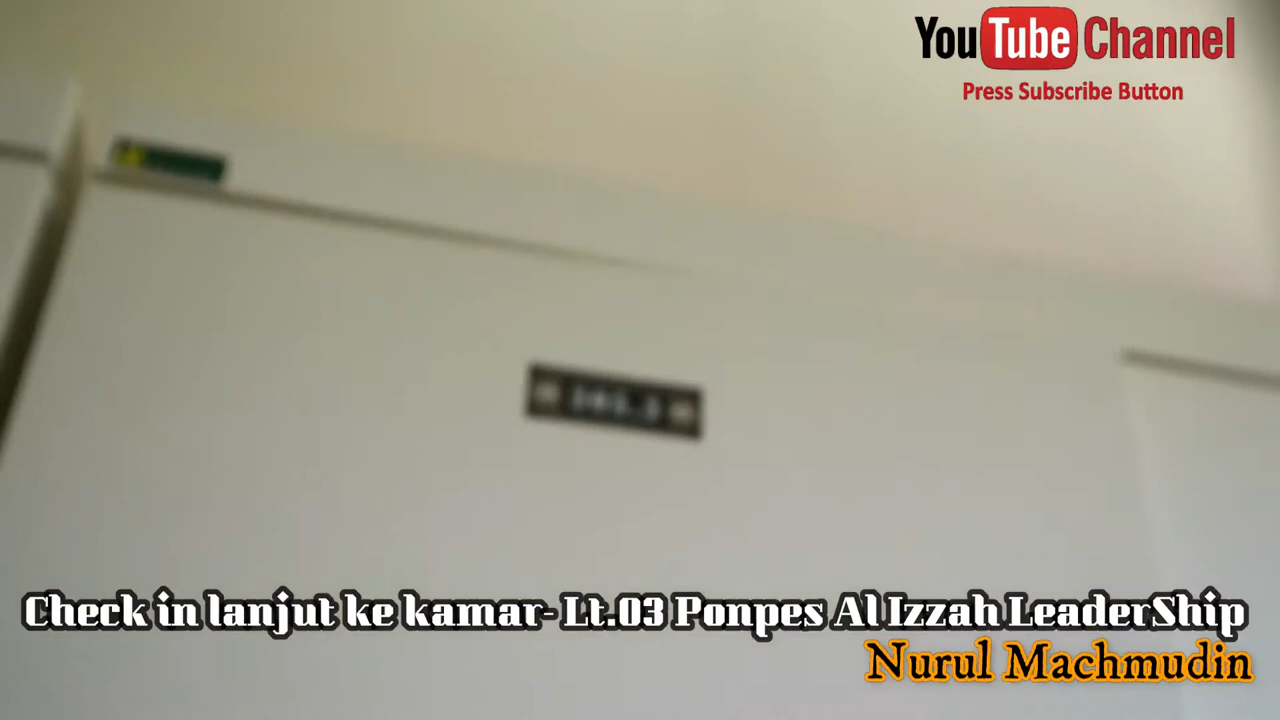 YouTube Channel
Press Subscribe Button
Check in lanjut ke kamar- Lt.03 Ponpes Al Izzah LeaderShip
Nurul Machmudin